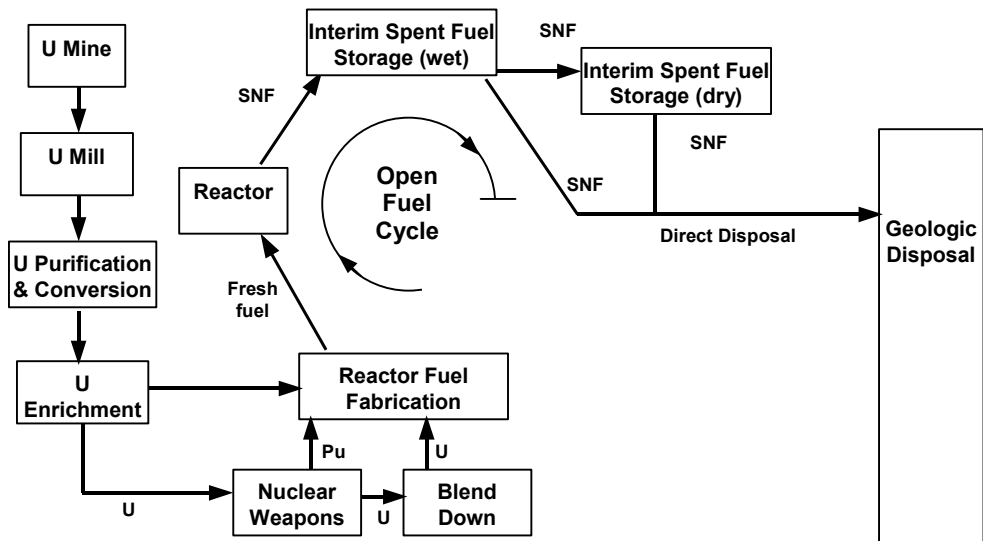 U Mine
U Mill
U Purification
& Conversion
U
Enrichment
U
Nuclear
Weapons
U
Blend
Down
Pu
U
Reactor Fuel
Fabrication
Fresh
fuel
Reactor
SNF
Interim Spent Fuel
Storage (wet)
SNF
Interim Spent Fuel
Storage (dry)
SNF
SNF
Direct Disposal
Geologic
Disposal
Open
Fuel
Cycle